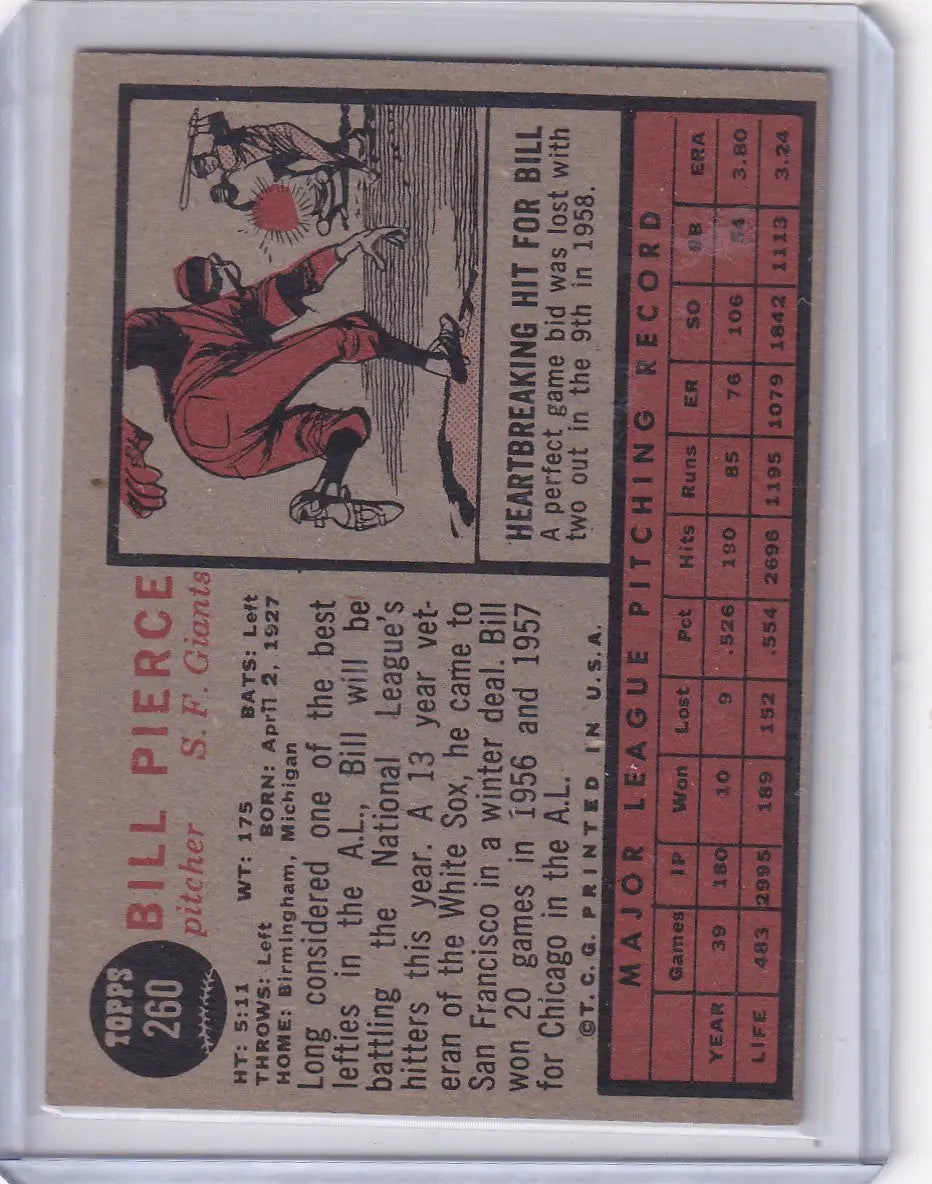 TOPPS
260
BILL PIERCE
pitcher S. F. Giants
HT: 5:11 WT: 175 BATS: Left
THROWS: Left BORN: April 2, 1927
HOME: Birmingham, Michigan
Long considered one of the best
lefties in the A.L., Bill will be
battling the National League's
hitters this year. A 13 year vet-
eran of the White Sox, he came to
San Francisco in a winter deal. Bill
won 20 games in 1956 and 1957
for Chicago in the A.L.
©T.C.G. PRINTED IN U.S.A.
HEARTBREAKING HIT FOR BILL
A perfect game bid was lost with
two out in the 9th in 1958.
MAJOR LEAGUE PITCHING RECORD
Games IP Won Lost Pct Hits Runs ER SO BB ERA
YEAR 39 180 10 9 .526 190 85 76 106 54 3.80
LIFE 483 2995 189 152 .554 2696 1195 1079 1842 1113 3.24